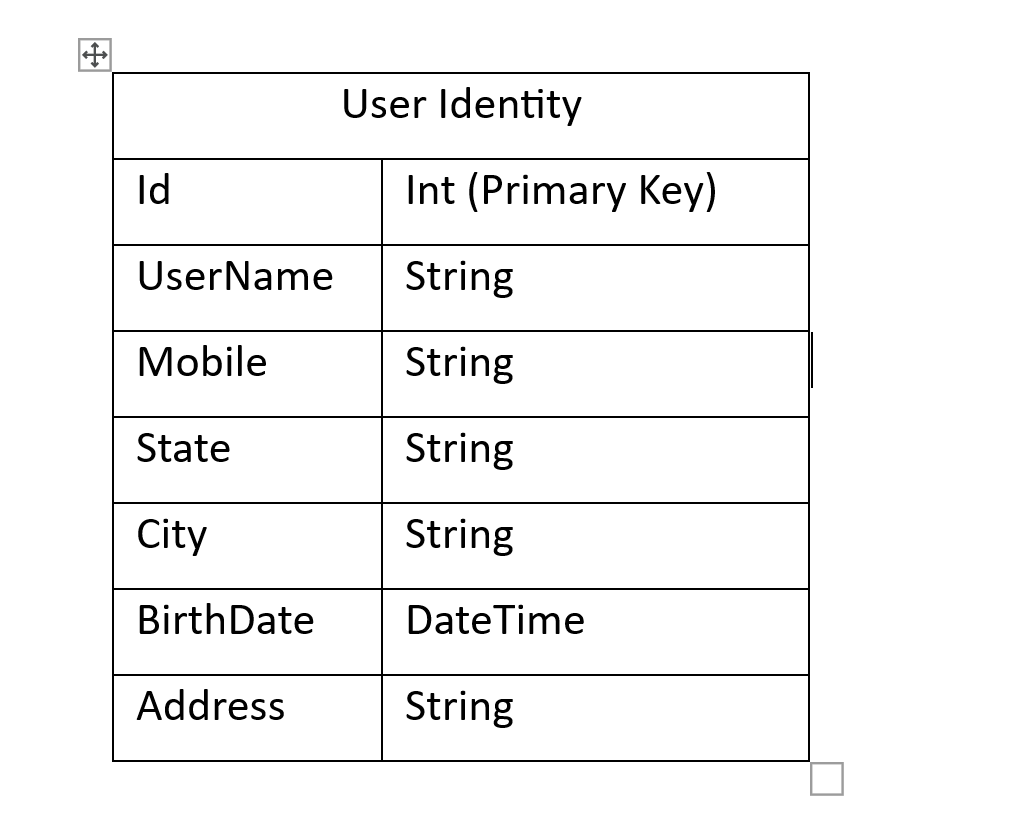 User Identity
Id Int (Primary Key)
UserName String
Mobile String
State String
City String
BirthDate DateTime
Address String